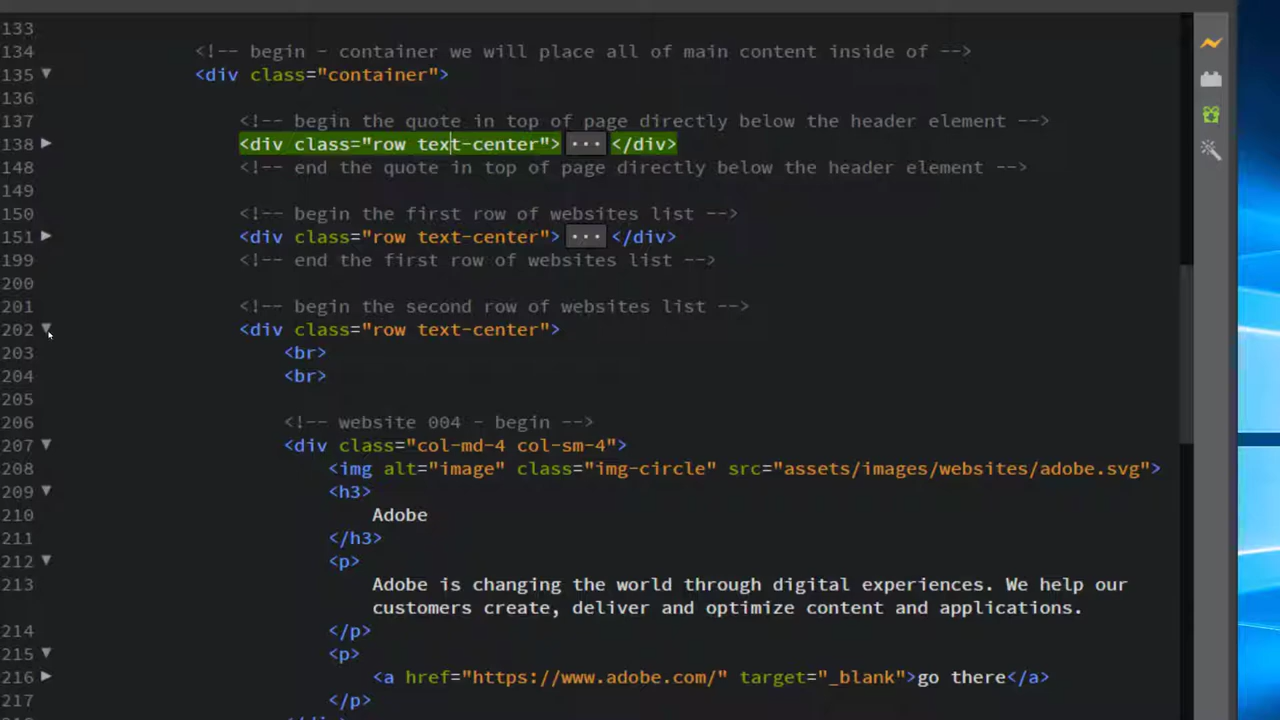 133
134 <!-- begin - container we will place all of main content inside of -->
135 <div class="container">
136
137 <!-- begin the quote in top of page directly below the header element -->
138 <div class="row text-center"> ... </div>
148 <!-- end the quote in top of page directly below the header element -->
149
150 <!-- begin the first row of websites list -->
151 <div class="row text-center"> ... </div>
199 <!-- end the first row of websites list -->
200
201 <!-- begin the second row of websites list -->
202 <div class="row text-center">
203 <br>
204 <br>
205
206 <!-- website 004 - begin -->
207 <div class="col-md-4 col-sm-4">
208 <img alt="image" class="img-circle" src="assets/images/websites/adobe.svg">
209 <h3>
210 Adobe
211 </h3>
212 <p>
213 Adobe is changing the world through digital experiences. We help our
customers create, deliver and optimize content and applications.
214 </p>
215 <p>
216 <a href="https://www.adobe.com/" target="_blank">go there</a>
217 </p>